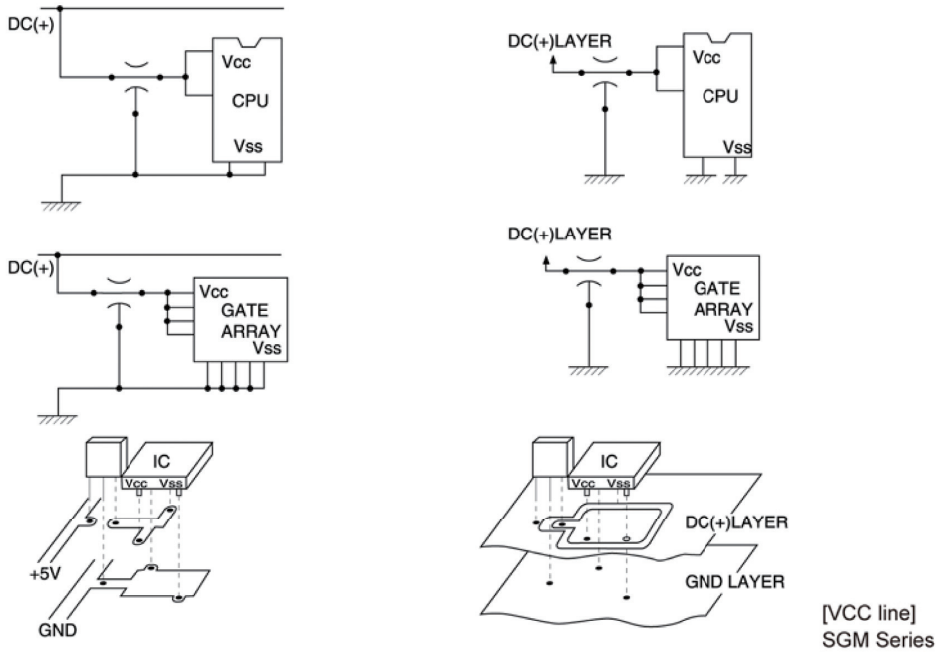 DC(+)
Vcc
CPU
Vss
DC(+)LAYER
Vcc
CPU
Vss
DC(+)
Vcc
GATE
ARRAY
Vss
DC(+)LAYER
Vcc
GATE
ARRAY
Vss
IC
Vcc Vss
+5V
GND
IC
Vcc Vss
DC(+)LAYER
GND LAYER
[VCC line]
SGM Series